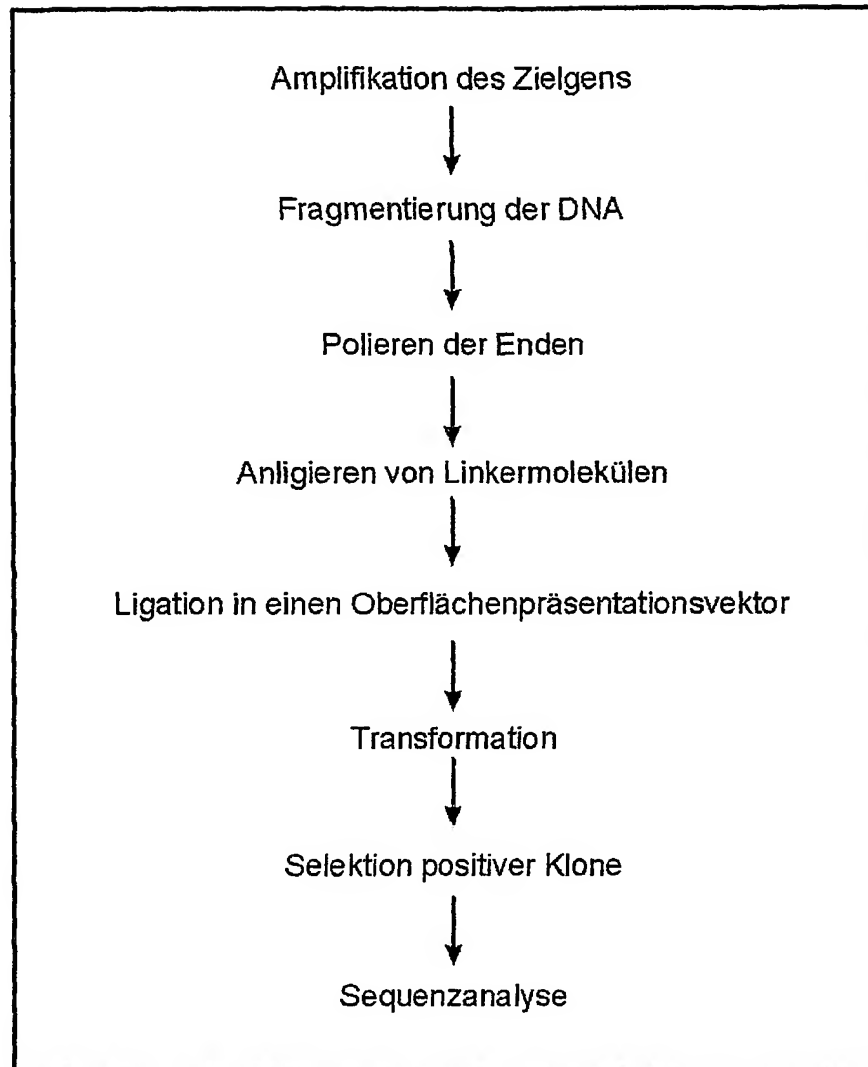 Amplifikation des Zielgens
Fragmentierung der DNA
Polieren der Enden
Anligieren von Linkermolekülen
Ligation in einen Oberflächenpräsentationsvektor
Transformation
Selektion positiver Klone
Sequenzanalyse